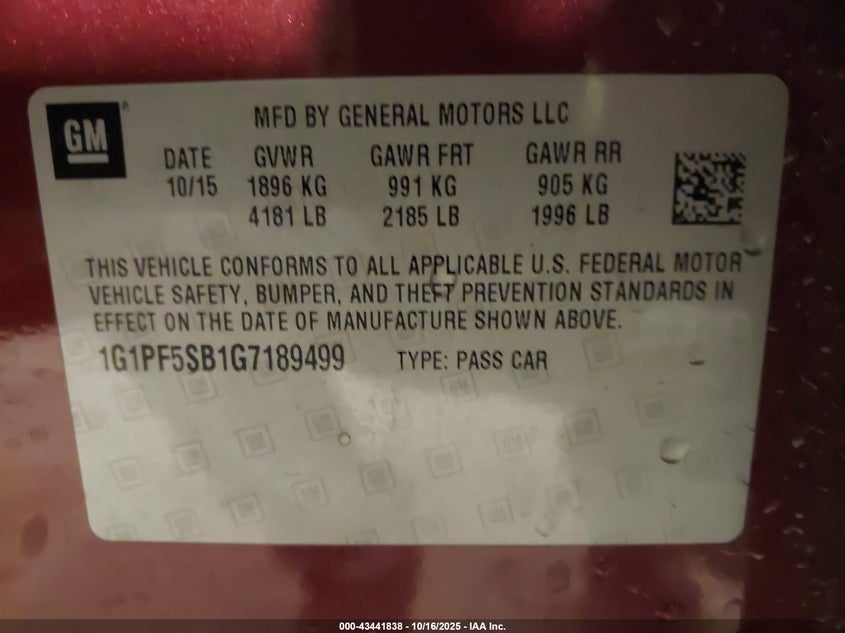 GM®
MFD BY GENERAL MOTORS LLC
DATE GVWR GAWR FRT GAWR RR
10/15 1896 KG 991 KG 905 KG
4181 LB 2185 LB 1996 LB
THIS VEHICLE CONFORMS TO ALL APPLICABLE U.S. FEDERAL MOTOR
VEHICLE SAFETY, BUMPER, AND THEFT PREVENTION STANDARDS IN
EFFECT ON THE DATE OF MANUFACTURE SHOWN ABOVE.
1G1PF5SB1G7189499 TYPE: PASS CAR
000-43441838 - 10/16/2025 - IAA Inc.